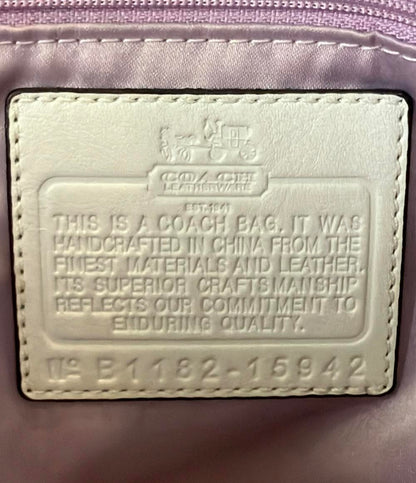 COACH
LEATHERWARE
EST. 1941
THIS IS A COACH BAG. IT WAS
HANDCRAFTED IN CHINA FROM THE
FINEST MATERIALS AND LEATHER.
ITS SUPERIOR CRAFTSMANSHIP
REFLECTS OUR COMMITMENT TO
ENDURING QUALITY.
Nº B1182-15942